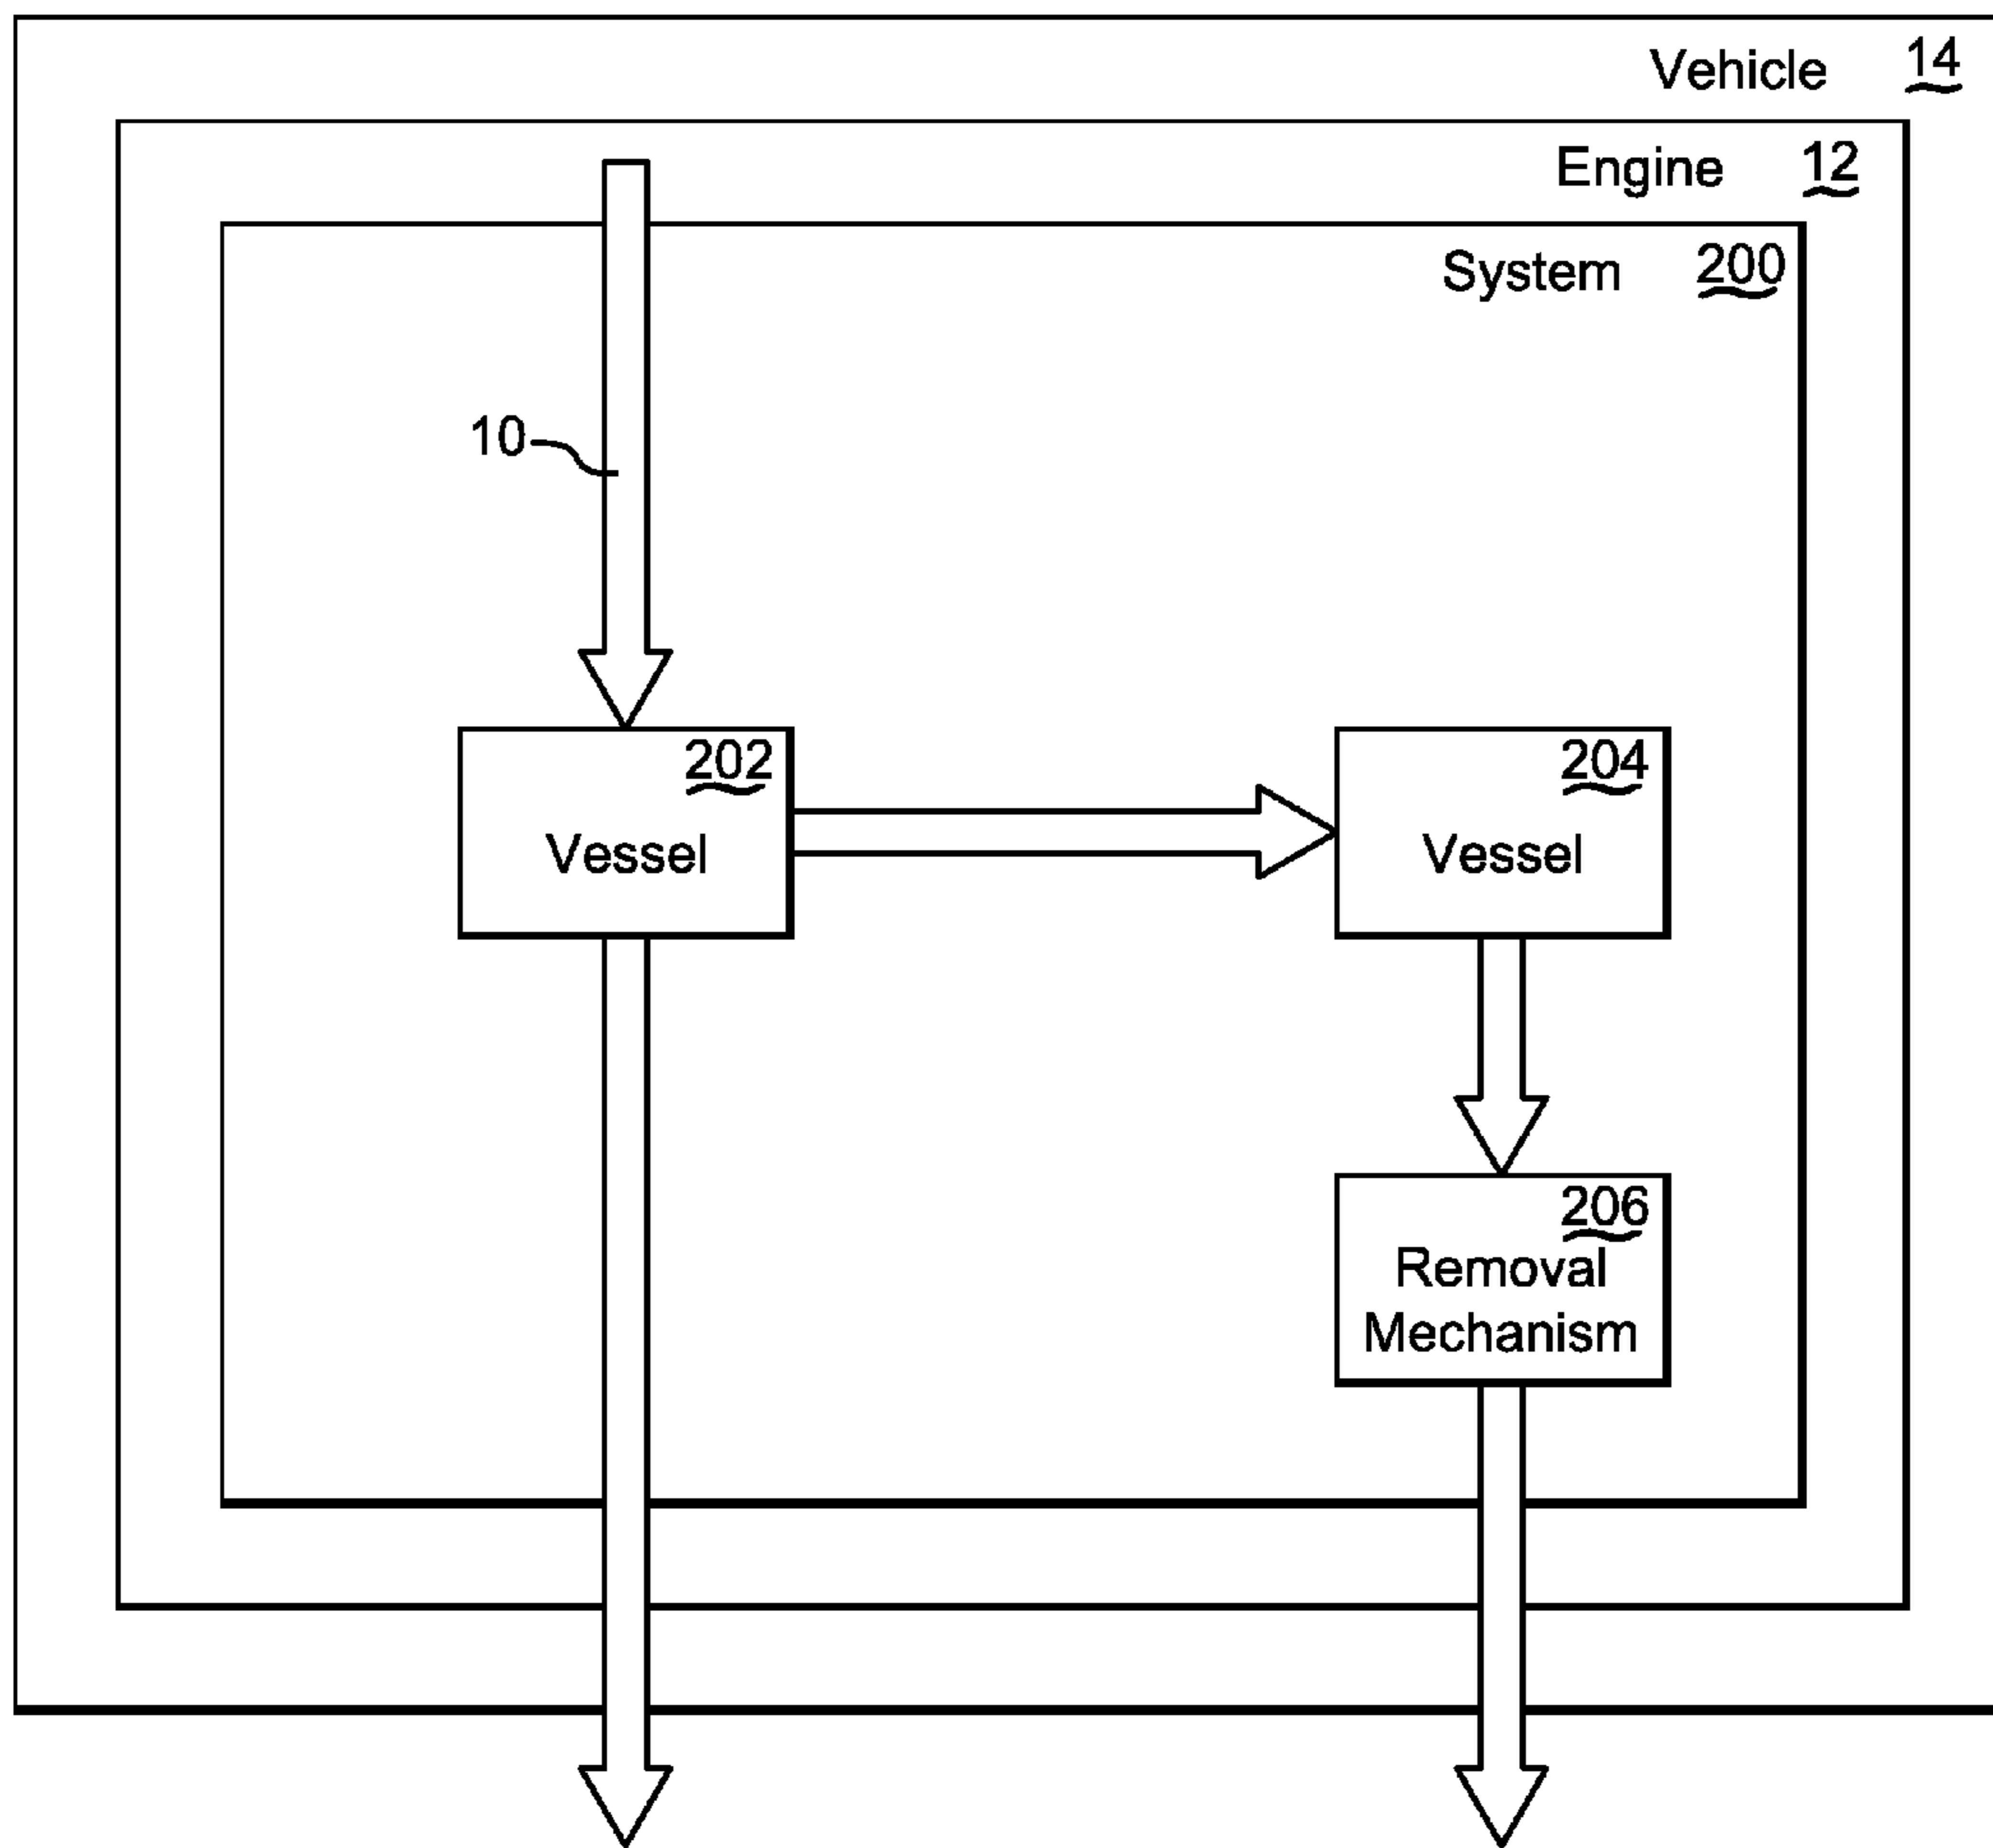 Vehicle 14
Engine 12
System 200
10
202
Vessel
204
Vessel
206
Removal
Mechanism